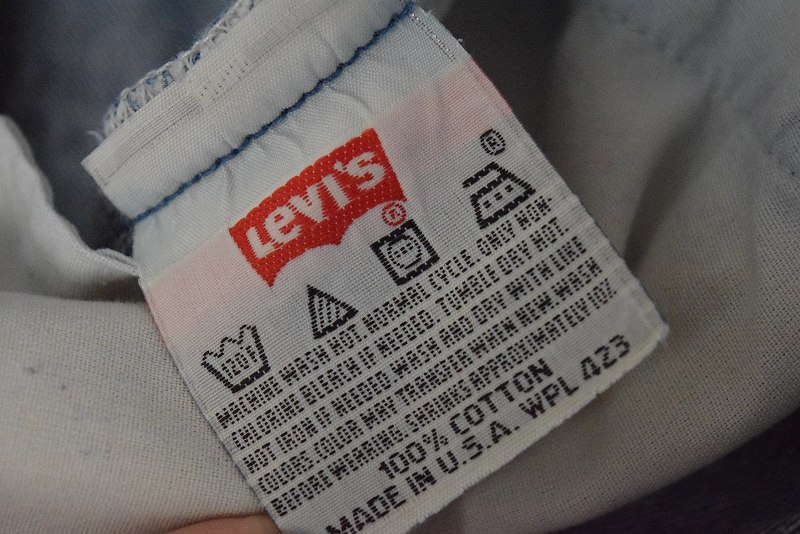 Levi's ®
®
MACHINE WASH HOT, NORMAL CYCLE. ONLY NON-
CHLORINE BLEACH IF NEEDED. TUMBLE DRY HOT.
HOT IRON IF NEEDED WASH AND DRY WITH LIKE
COLORS. COLOR MAY TRANSFER WHEN NEW. WASH
BEFORE WEARING. SHRINKS APPROXIMATELY 10%.
100% COTTON
MADE IN U.S.A. WPL 423